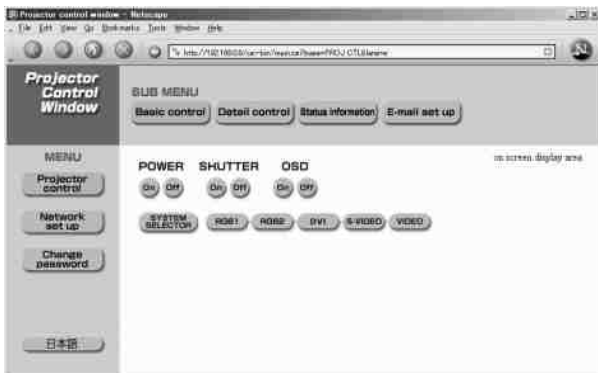 Projector control window - Netscape
File Edit View Go Bookmarks Tools Window Help
Projector
Control
Window
SUB MENU
Basic control Detail control Status information E-mail set up
MENU
Projector
control
Network
set up
Change
password
日本語
POWER SHUTTER OSD
On Off On Off On Off
SYSTEM
SELECTOR
RGB1 RGB2 DVI S-VIDEO VIDEO
on screen display area